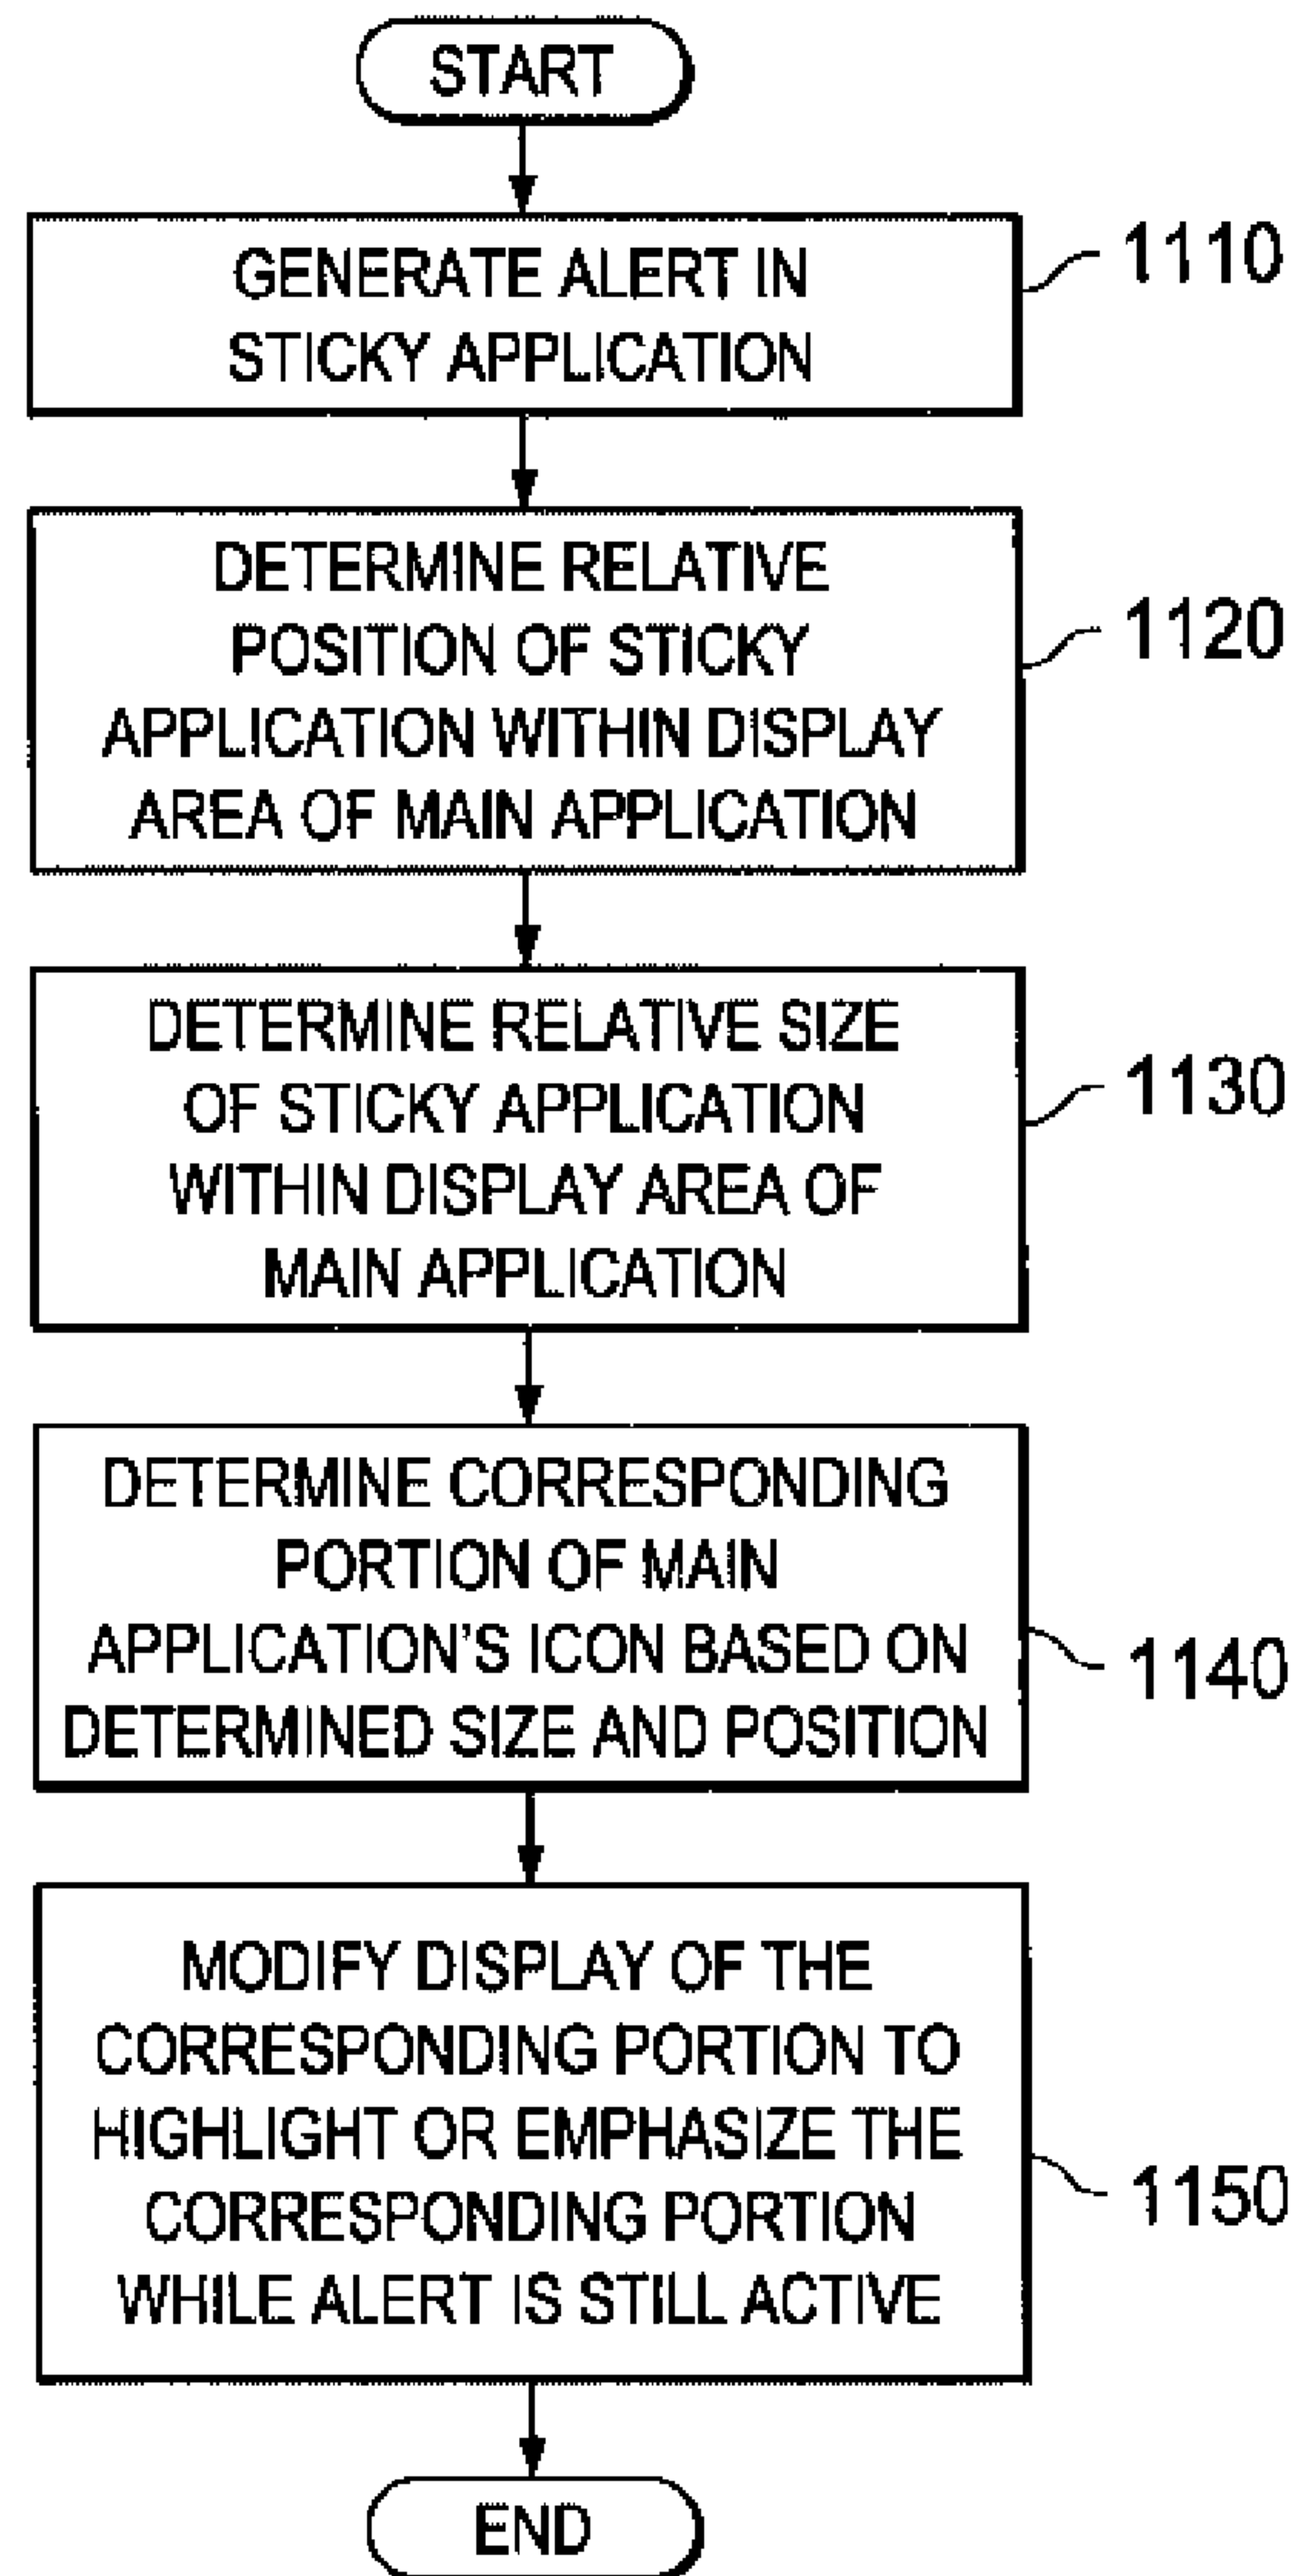 START
GENERATE ALERT IN
STICKY APPLICATION
1110
DETERMINE RELATIVE
POSITION OF STICKY
APPLICATION WITHIN DISPLAY
AREA OF MAIN APPLICATION
1120
DETERMINE RELATIVE SIZE
OF STICKY APPLICATION
WITHIN DISPLAY AREA OF
MAIN APPLICATION
1130
DETERMINE CORRESPONDING
PORTION OF MAIN
APPLICATION'S ICON BASED ON
DETERMINED SIZE AND POSITION
1140
MODIFY DISPLAY OF THE
CORRESPONDING PORTION TO
HIGHLIGHT OR EMPHASIZE THE
CORRESPONDING PORTION
WHILE ALERT IS STILL ACTIVE
1150
END